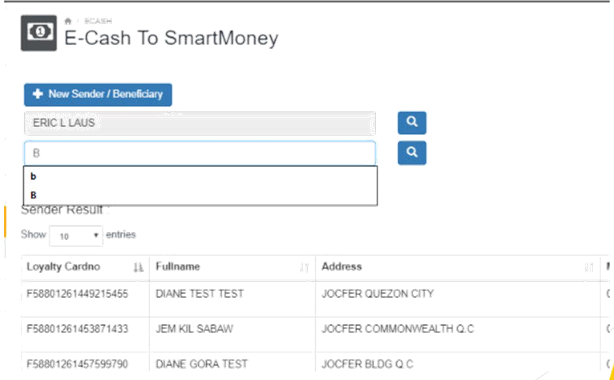 ECASH
E-Cash To SmartMoney
New Sender / Beneficiary
ERIC L LAUS
B
b
B
Sender Result :
Show 10 entries
Loyalty Cardno Fullname Address
F58801261449215455 DIANE TEST TEST JOCFER QUEZON CITY
F58801261453871433 JEM KIL SABAW JOCFER COMMONWEALTH Q.C
F58801261457599790 DIANE GORA TEST JOCFER BLDG Q C